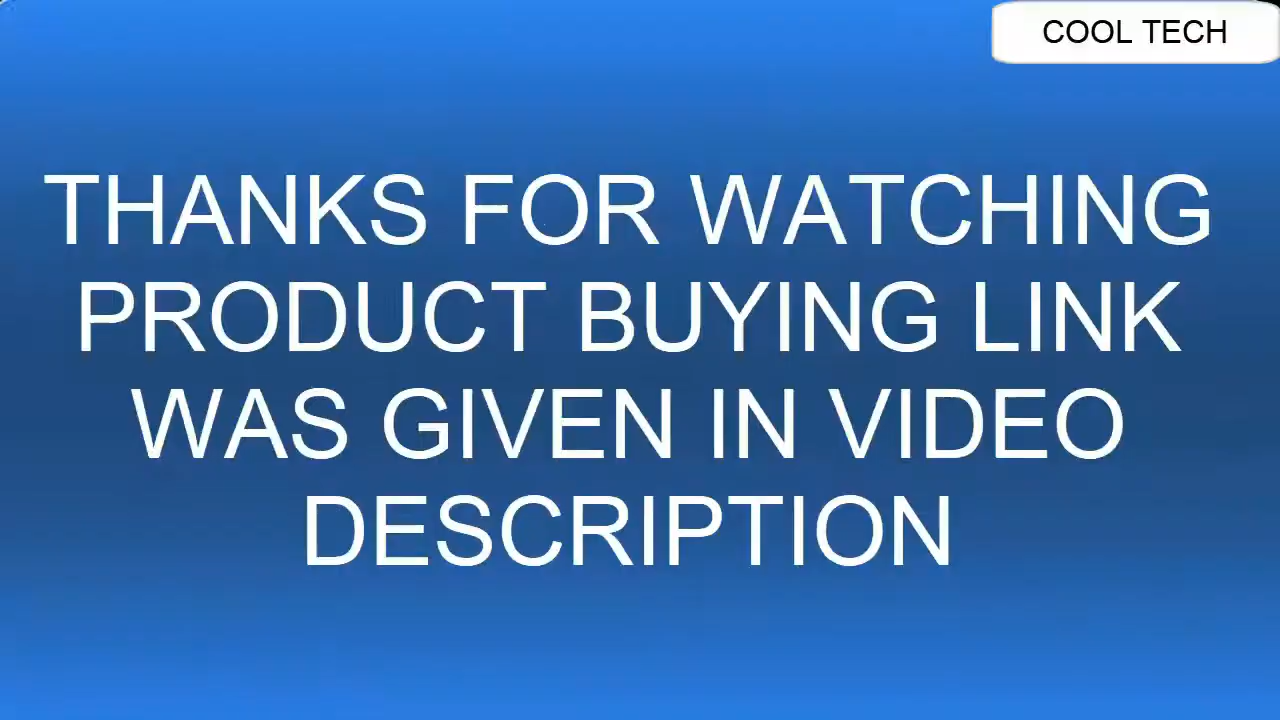 COOL TECH
THANKS FOR WATCHING
PRODUCT BUYING LINK
WAS GIVEN IN VIDEO
DESCRIPTION